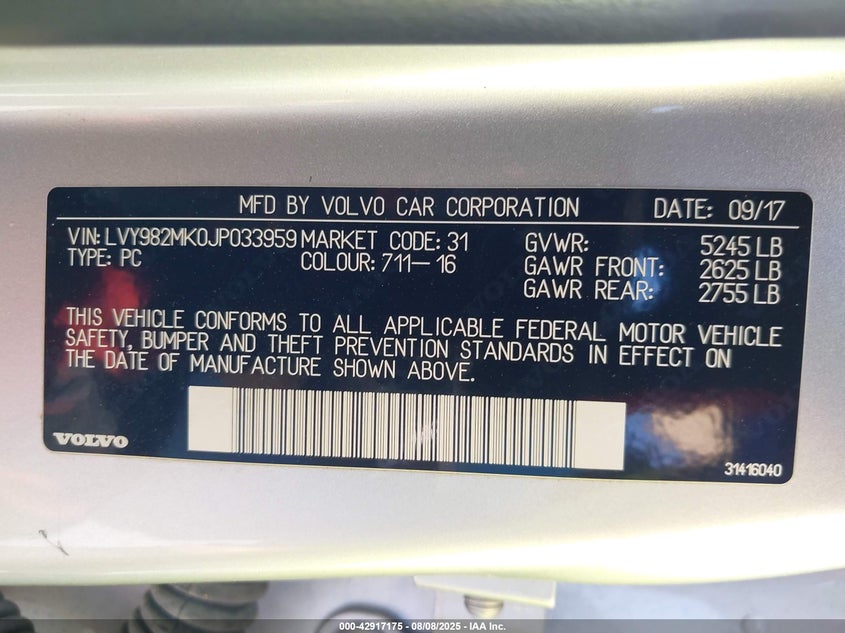 MFD BY VOLVO CAR CORPORATION DATE: 09/17
VIN: LVY982MK0JP033959 MARKET CODE: 31 GVWR: 5245 LB
TYPE: PC COLOUR: 711-16 GAWR FRONT: 2625 LB
GAWR REAR: 2755 LB
THIS VEHICLE CONFORMS TO ALL APPLICABLE FEDERAL MOTOR VEHICLE
SAFETY, BUMPER AND THEFT PREVENTION STANDARDS IN EFFECT ON
THE DATE OF MANUFACTURE SHOWN ABOVE.
VOLVO
31416040
000-42917175 - 08/08/2025 - IAA Inc.